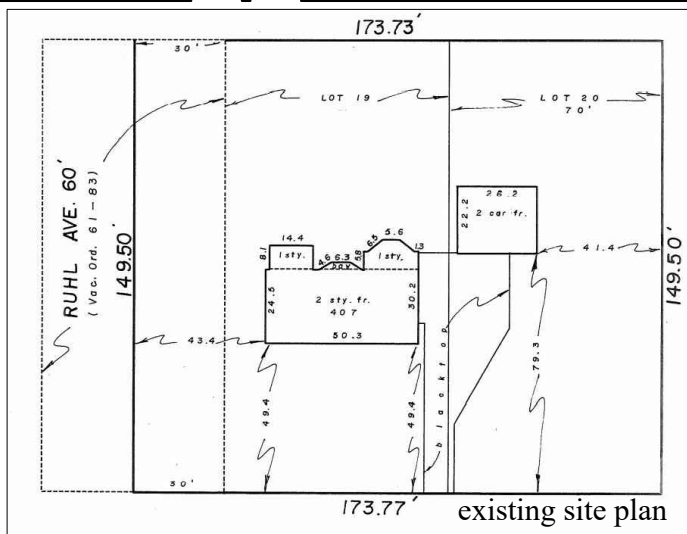 173.73'
30'
LOT 19
LOT 20
70'
RUHL AVE. 60'
(Vac. Ord. 61-83)
149.50'
26.2
22.2
2 car fr.
41.4
149.50'
14.4
8.1
1 sty.
4.6
6.3
bay
5.8
6.5
5.6
1 sty.
1.3
24.5
2 sty. fr.
407
30.2
50.3
43.4
49.4
49.4
blacktop
79.3
30'
173.77'
existing site plan